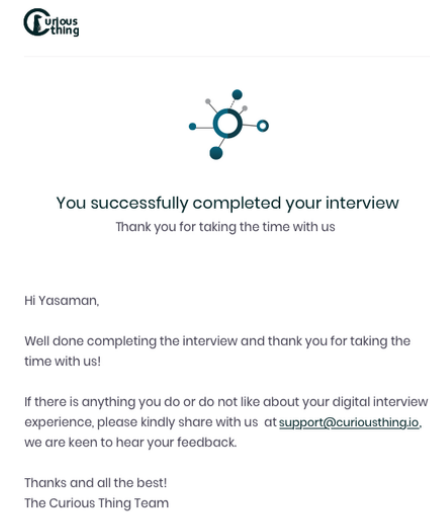 Curious
thing
You successfully completed your interview
Thank you for taking the time with us
Hi Yasaman,
Well done completing the interview and thank you for taking the
time with us!
If there is anything you do or do not like about your digital interview
experience, please kindly share with us at support@curiousthing.io,
we are keen to hear your feedback.
Thanks and all the best!
The Curious Thing Team